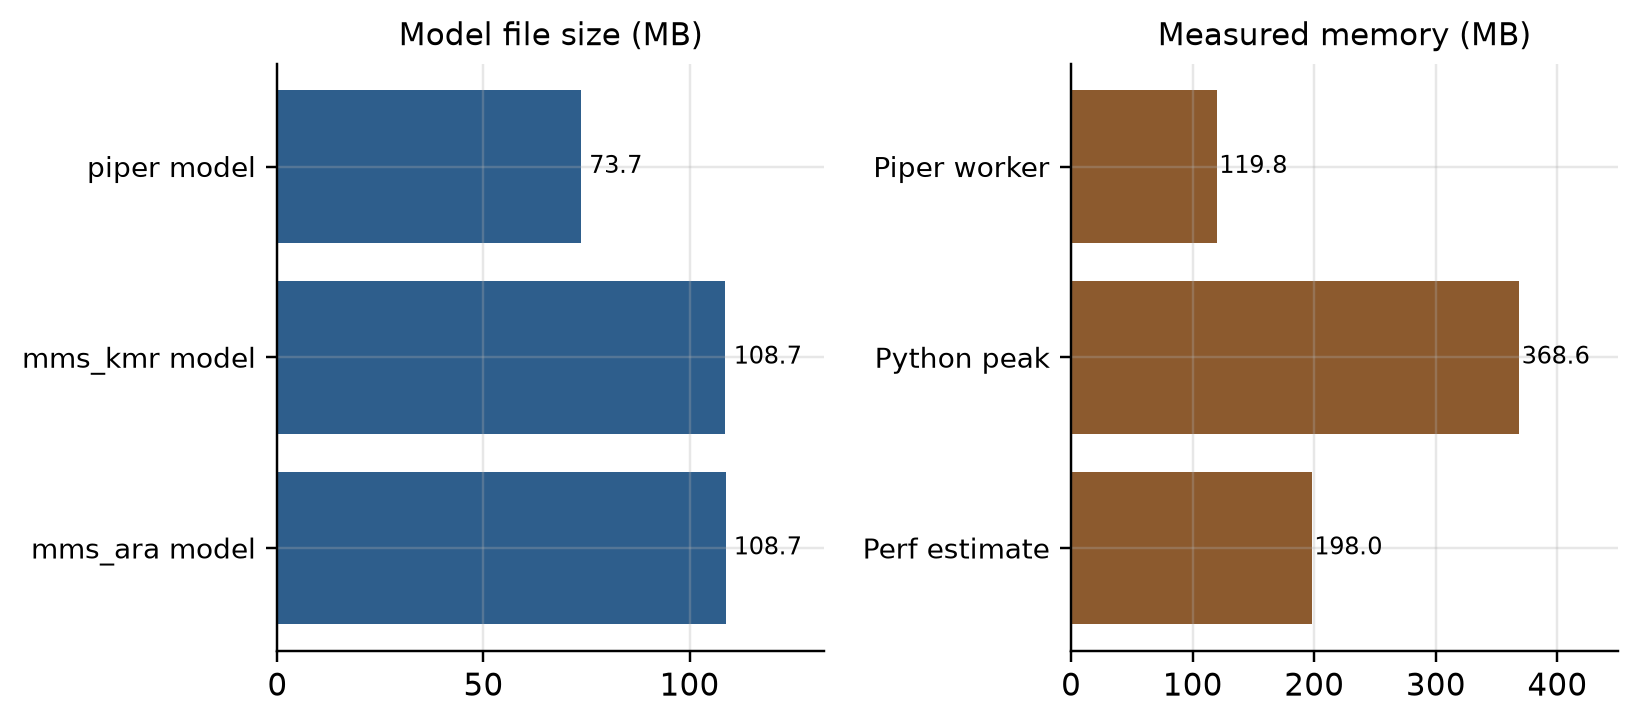 Model file size (MB)
piper model
73.7
mms_kmr model
108.7
mms_ara model
108.7
0 50 100
Measured memory (MB)
Piper worker
119.8
Python peak
368.6
Perf estimate
198.0
0 100 200 300 400